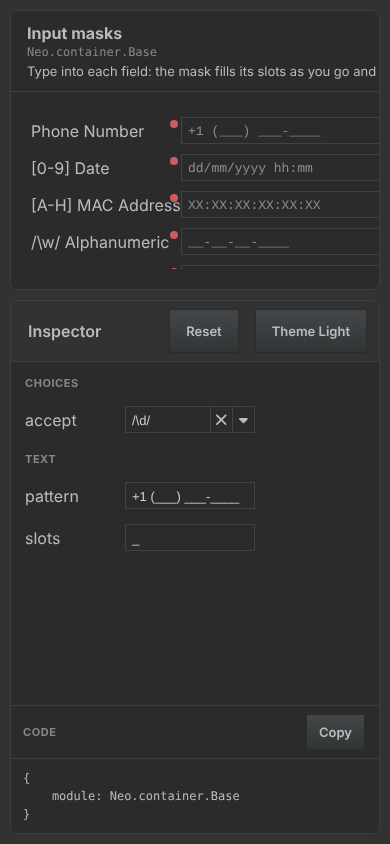 Input masks
Neo.container.Base
Type into each field: the mask fills its slots as you go and
Phone Number +1 (___) ___-____
[0-9] Date dd/mm/yyyy hh:mm
[A-H] MAC Address XX:XX:XX:XX:XX:XX
/\w/ Alphanumeric __-__-__-____
Inspector Reset Theme Light
CHOICES
accept /\d/
TEXT
pattern +1 (___) ___-____
slots _
CODE Copy
{
module: Neo.container.Base
}